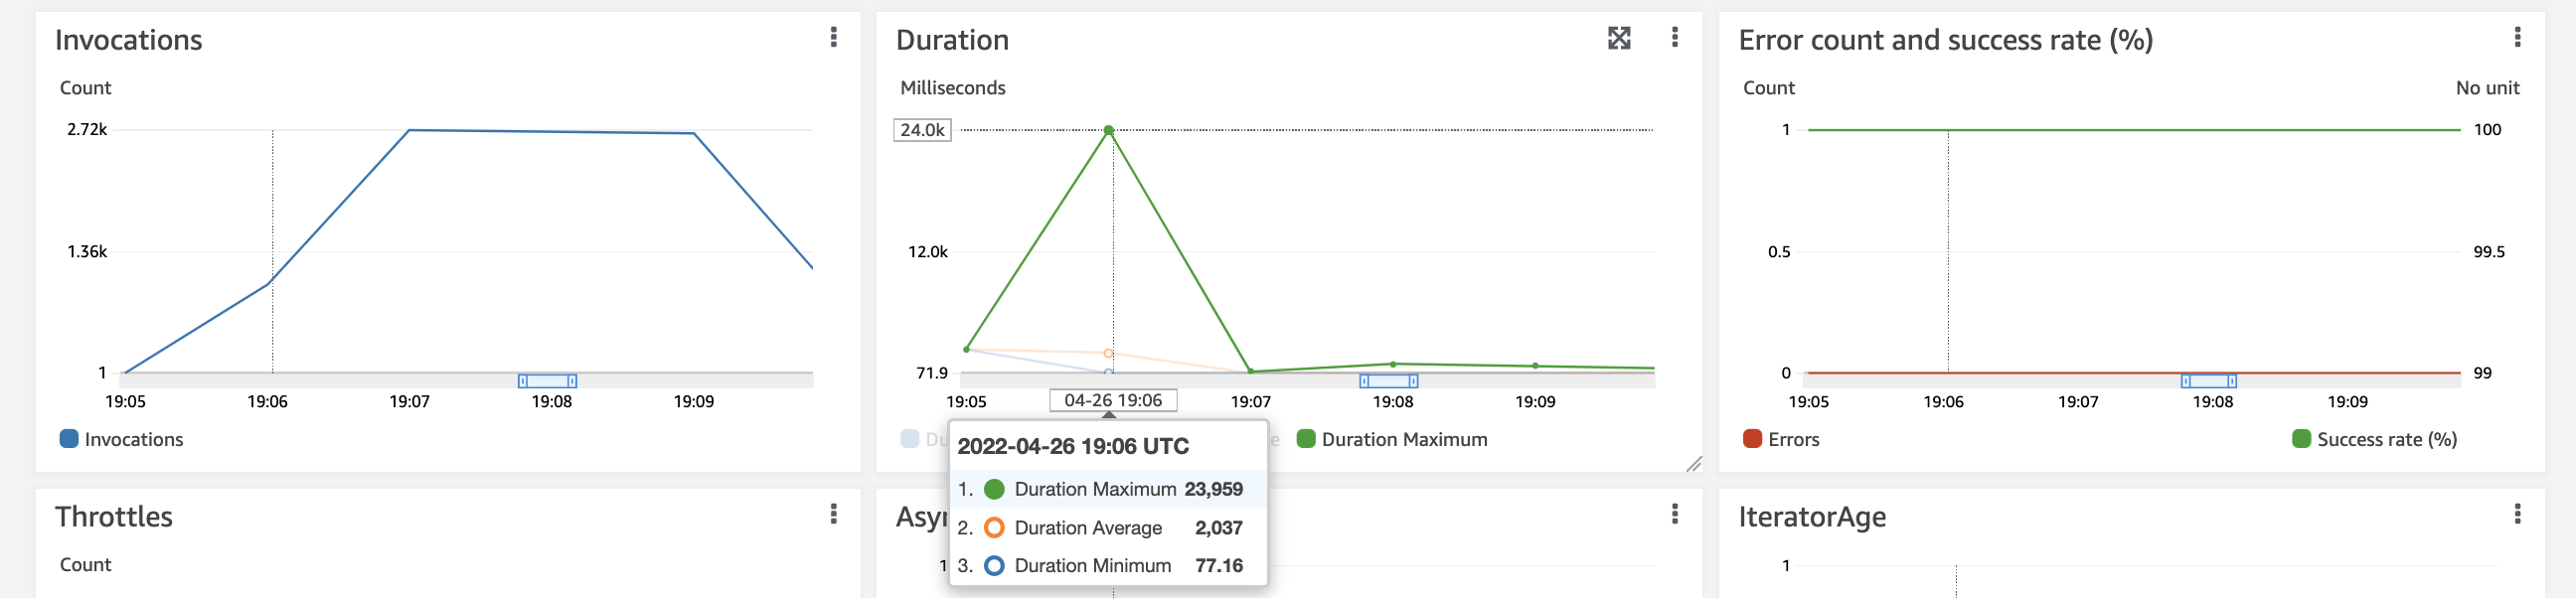 Invocations
Count
2.72k
1.36k
1
19:05 19:06 19:07 19:08 19:09
Invocations
Duration
Milliseconds
24.0k
12.0k
71.9
19:05 04-26 19:06 19:07 19:08 19:09
Duration Maximum
2022-04-26 19:06 UTC
1. Duration Maximum 23,959
2. Duration Average 2,037
3. Duration Minimum 77.16
Error count and success rate (%)
Count No unit
1 100
0.5 99.5
0 99
19:05 19:06 19:07 19:08 19:09
Errors Success rate (%)
Throttles
Count
1
IteratorAge
1